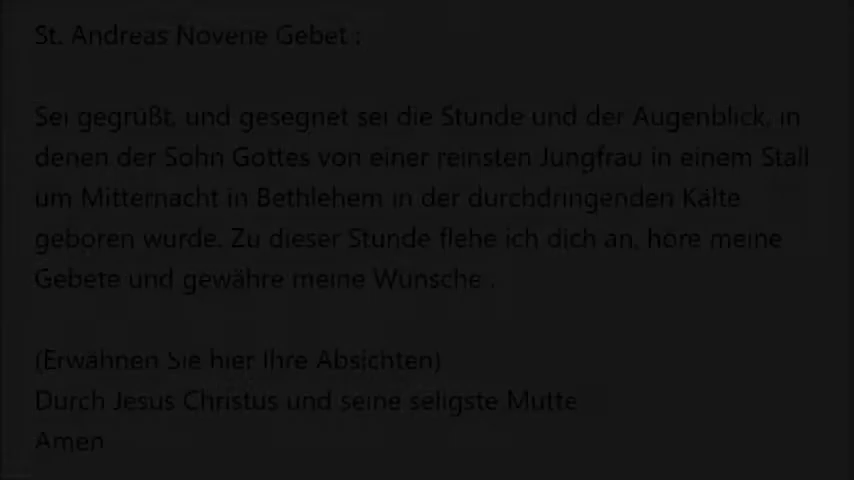 St. Andreas Novene Gebet :
Sei gegrüßt, und gesegnet sei die Stunde und der Augenblick, in
denen der Sohn Gottes von einer reinsten Jungfrau in einem Stall
um Mitternacht in Bethlehem in der durchdringenden Kälte
geboren wurde. Zu dieser Stunde flehe ich dich an, höre meine
Gebete und gewähre meine Wünsche .
(Erwähnen Sie hier Ihre Absichten)
Durch Jesus Christus und seine seligste Mutte
Amen